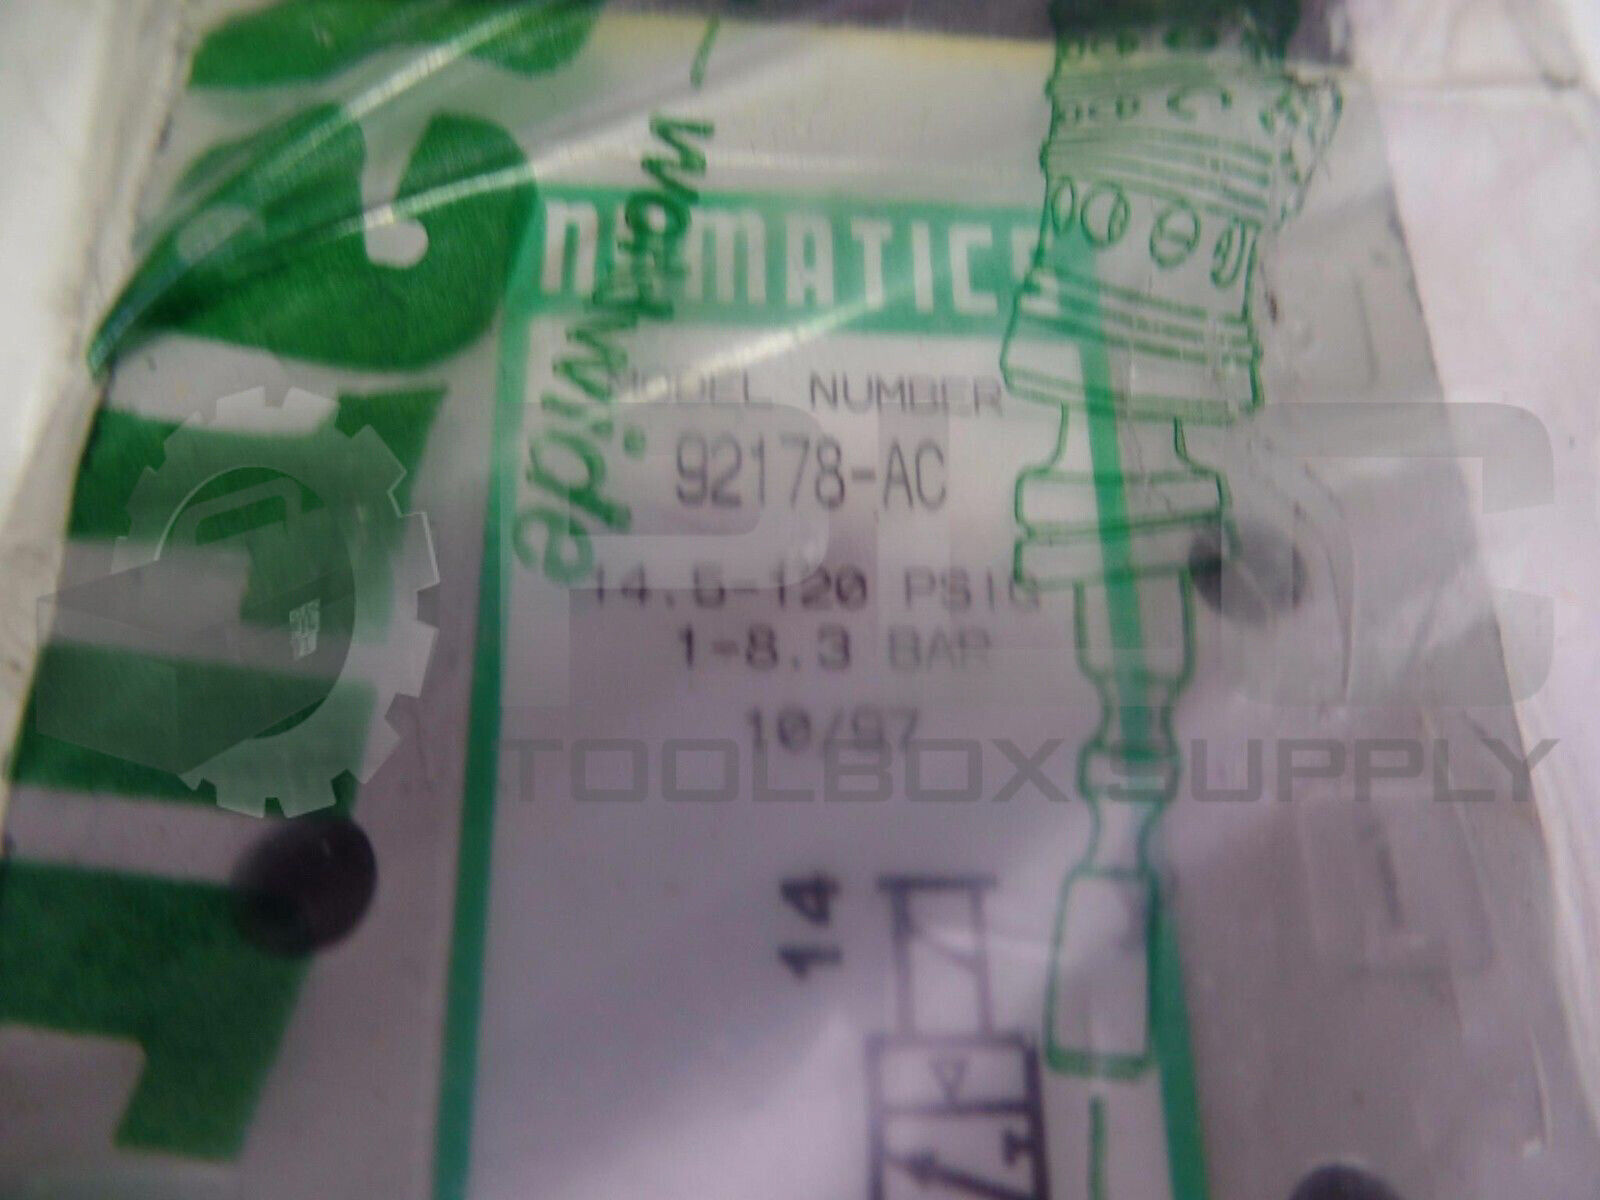 worldwide
numatics
MODEL NUMBER
92178-AC
14.5-120 PSIG
1-8.3 BAR
10/97
PLC
TOOLBOX SUPPLY
14